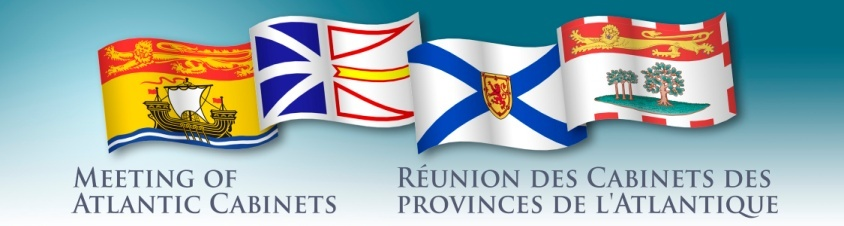 Meeting of
Atlantic Cabinets
Réunion des Cabinets des
provinces de l'Atlantique